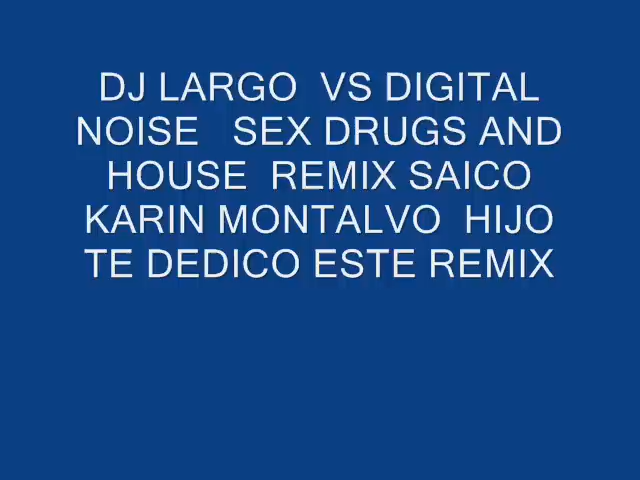 DJ LARGO  VS DIGITAL
NOISE   SEX DRUGS AND
HOUSE  REMIX SAICO
KARIN MONTALVO  HIJO
TE DEDICO ESTE REMIX